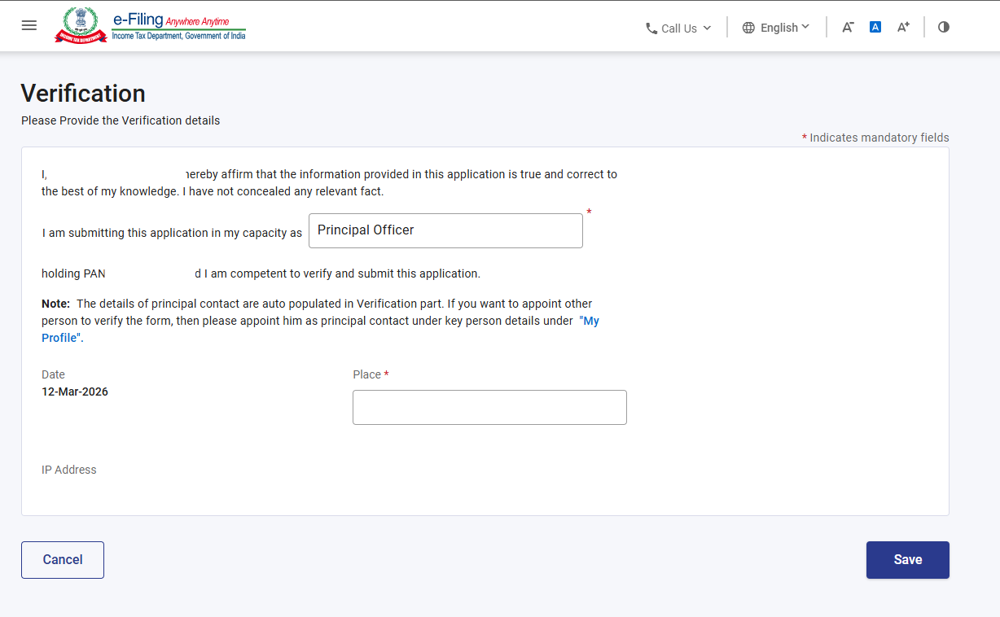 e-Filing Anywhere Anytime
Income Tax Department, Government of India
INCOME TAX DEPARTMENT
Call Us
English
A-
A
A+
Verification
Please Provide the Verification details
* Indicates mandatory fields
I, hereby affirm that the information provided in this application is true and correct to
the best of my knowledge. I have not concealed any relevant fact.
I am submitting this application in my capacity as Principal Officer *
holding PAN d I am competent to verify and submit this application.
Note: The details of principal contact are auto populated in Verification part. If you want to appoint other
person to verify the form, then please appoint him as principal contact under key person details under "My
Profile".
Date
12-Mar-2026
Place *
IP Address
Cancel
Save